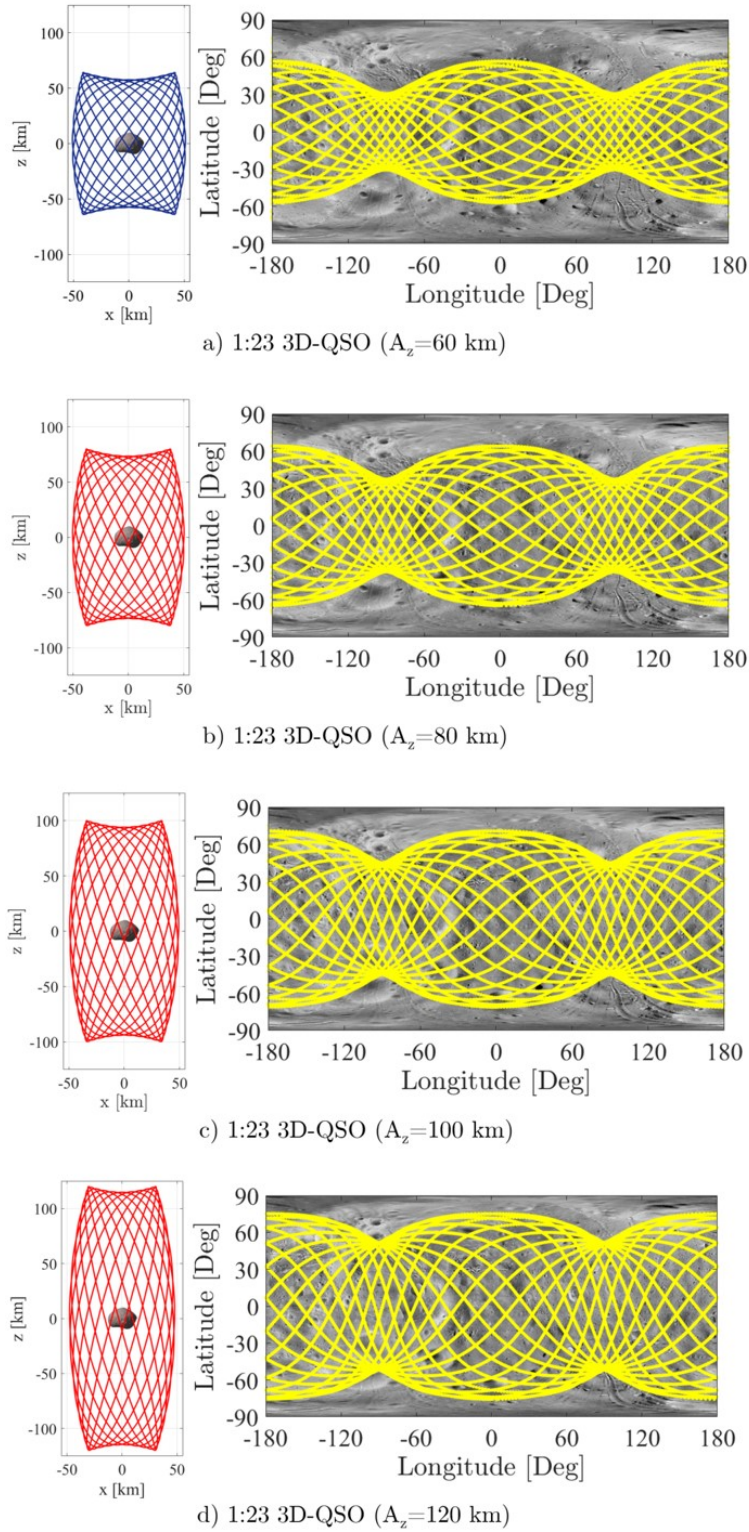 100
50
0
-50
-100
z [km]
-50 0 50
x [km]
90
60
30
0
-30
-60
-90
Latitude [Deg]
-180 -120 -60 0 60 120 180
Longitude [Deg]
a) 1:23 3D-QSO (A_z=60 km)
100
50
0
-50
-100
z [km]
-50 0 50
x [km]
90
60
30
0
-30
-60
-90
Latitude [Deg]
-180 -120 -60 0 60 120 180
Longitude [Deg]
b) 1:23 3D-QSO (A_z=80 km)
100
50
0
-50
-100
z [km]
-50 0 50
x [km]
90
60
30
0
-30
-60
-90
Latitude [Deg]
-180 -120 -60 0 60 120 180
Longitude [Deg]
c) 1:23 3D-QSO (A_z=100 km)
100
50
0
-50
-100
z [km]
-50 0 50
x [km]
90
60
30
0
-30
-60
-90
Latitude [Deg]
-180 -120 -60 0 60 120 180
Longitude [Deg]
d) 1:23 3D-QSO (A_z=120 km)